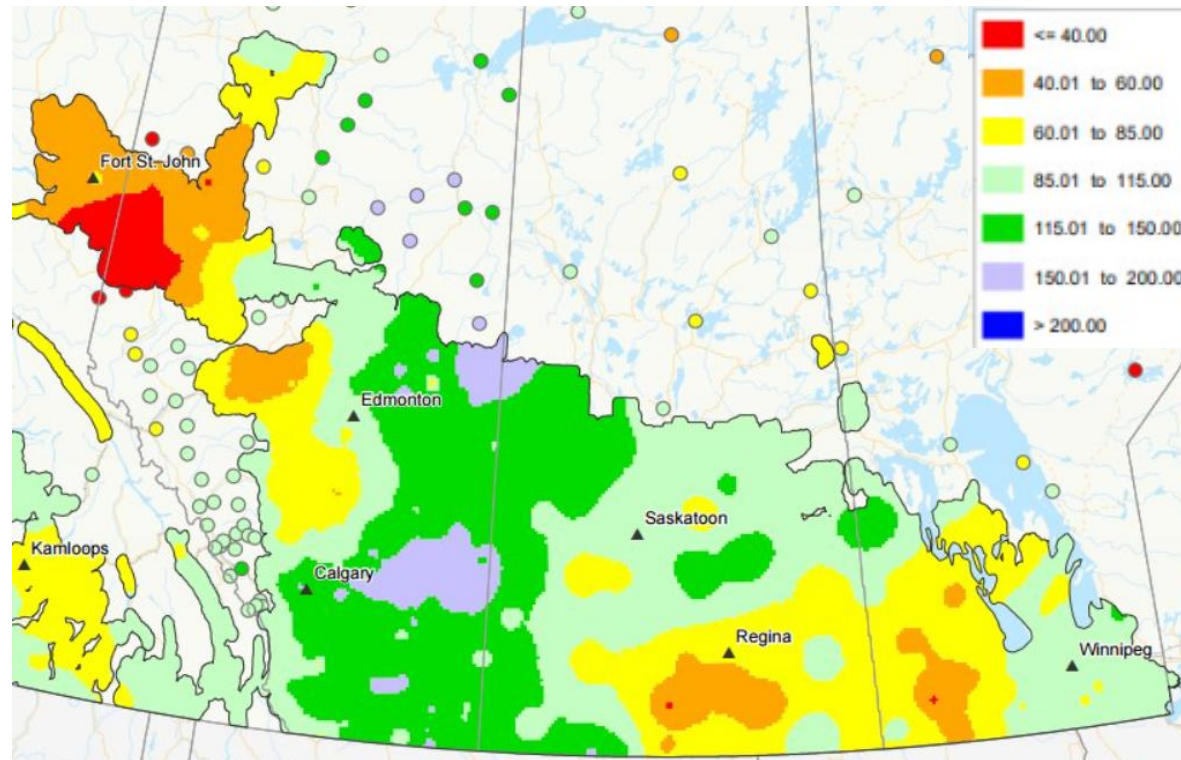 <= 40.00
40.01 to 60.00
60.01 to 85.00
85.01 to 115.00
115.01 to 150.00
150.01 to 200.00
> 200.00
Fort St. John
Edmonton
Saskatoon
Kamloops
Calgary
Regina
Winnipeg